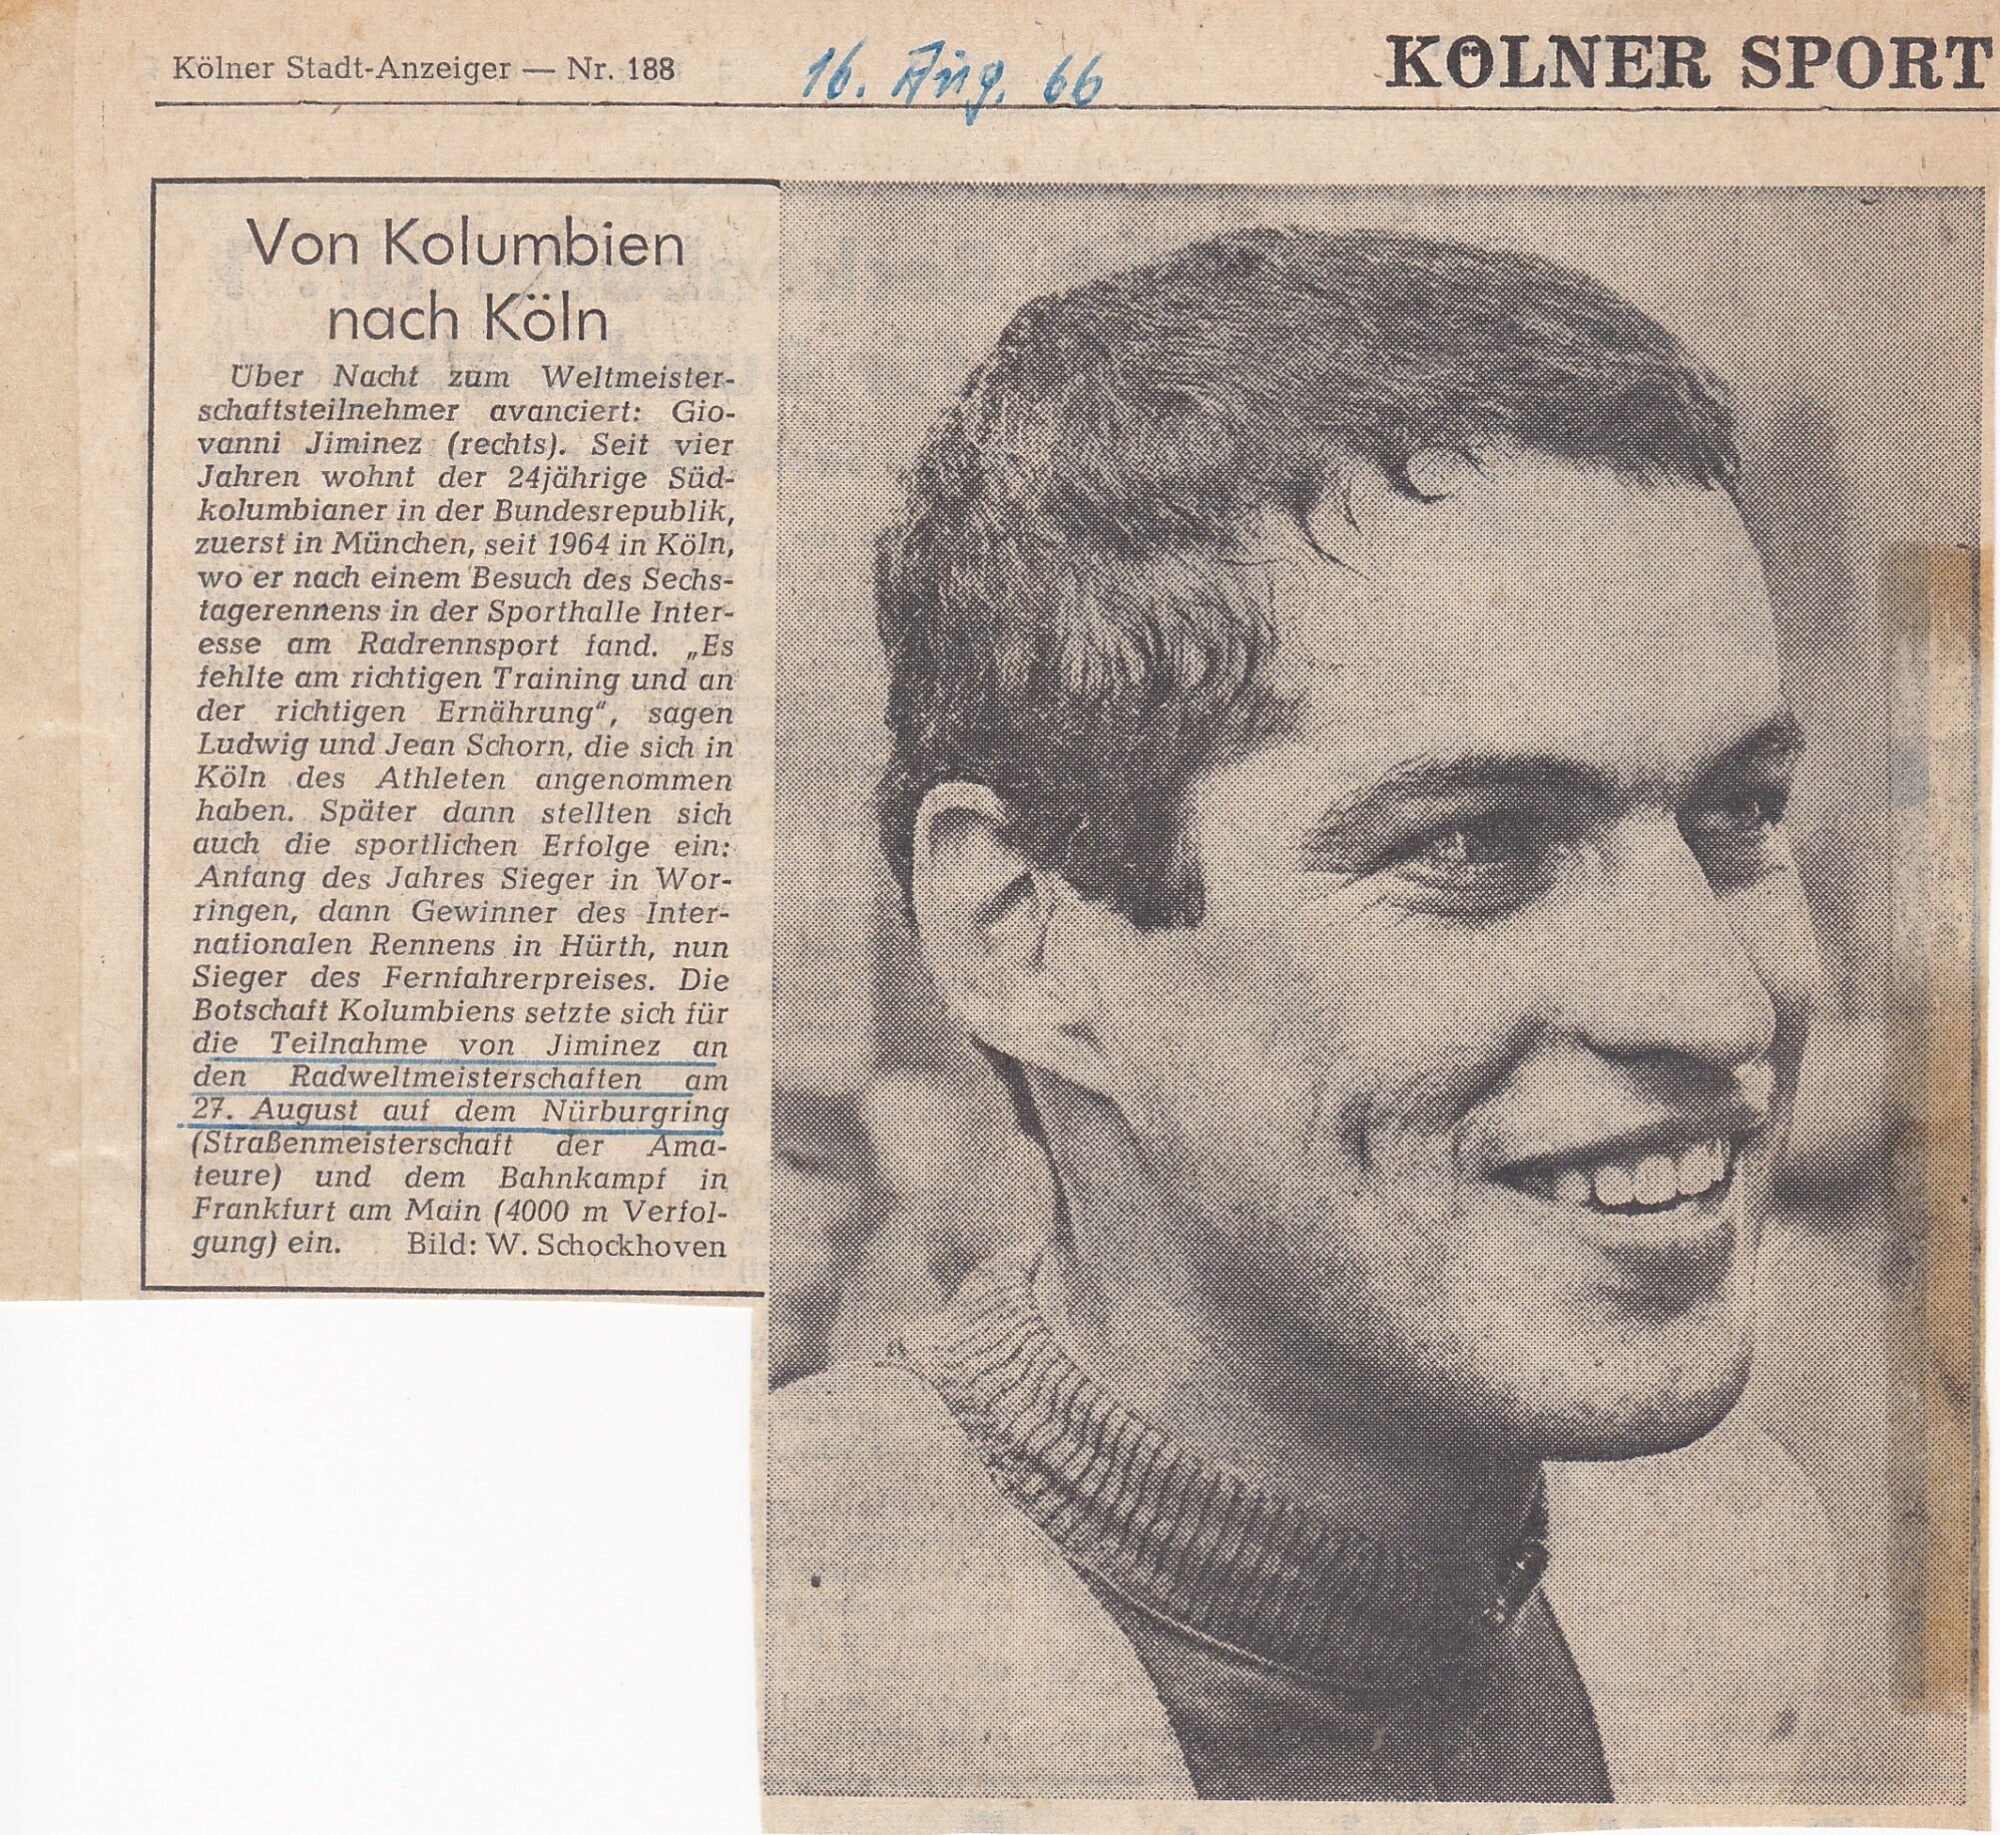 Kölner Stadt-Anzeiger — Nr. 188
16. Aug. 66
KÖLNER SPORT
Von Kolumbien
nach Köln
Über Nacht zum Weltmeister-
schaftsteilnehmer avanciert: Gio-
vanni Jiminez (rechts). Seit vier
Jahren wohnt der 24jährige Süd-
kolumbianer in der Bundesrepublik,
zuerst in München, seit 1964 in Köln,
wo er nach einem Besuch des Sechs-
tagerennens in der Sporthalle Inter-
esse am Radrennsport fand. „Es
fehlte am richtigen Training und an
der richtigen Ernährung“, sagen
Ludwig und Jean Schorn, die sich in
Köln des Athleten angenommen
haben. Später dann stellten sich
auch die sportlichen Erfolge ein:
Anfang des Jahres Sieger in Wor-
ringen, dann Gewinner des Inter-
nationalen Rennens in Hürth, nun
Sieger des Fernfahrerpreises. Die
Botschaft Kolumbiens setzte sich für
die Teilnahme von Jiminez an
den Radweltmeisterschaften am
27. August auf dem Nürburgring
(Straßenmeisterschaft der Ama-
teure) und dem Bahnkampf in
Frankfurt am Main (4000 m Verfol-
gung) ein. Bild: W. Schockhoven